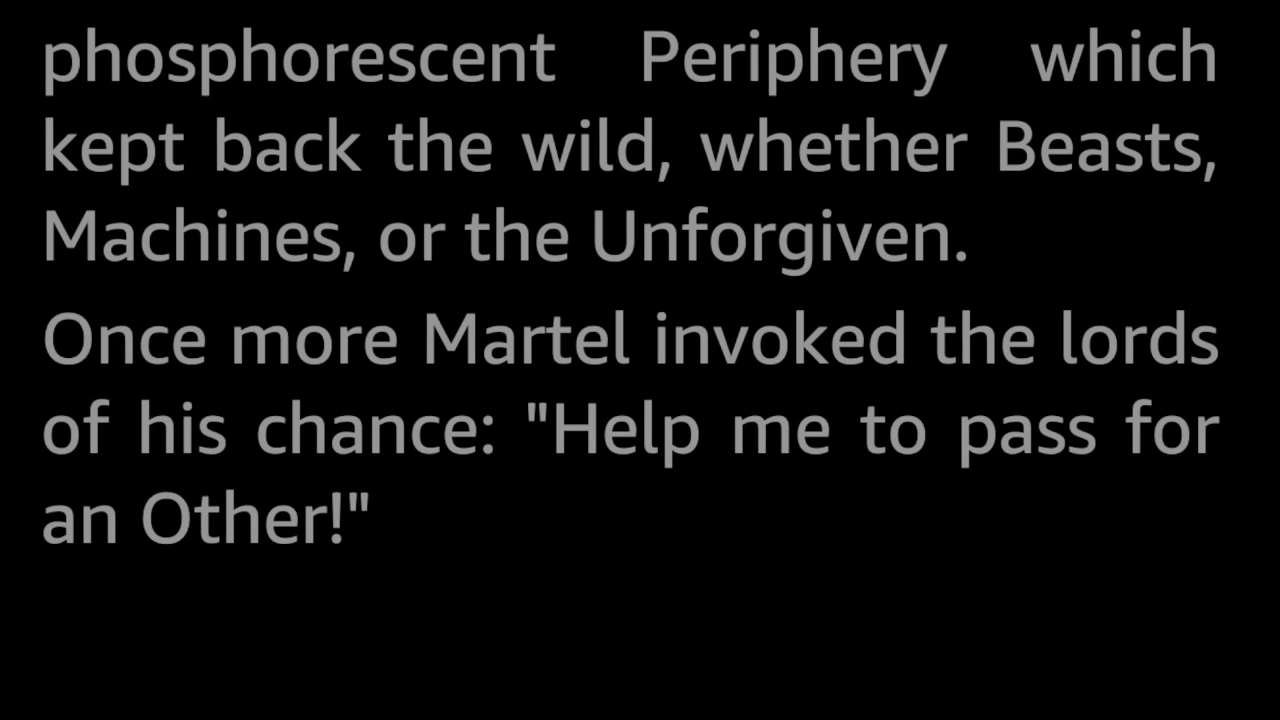 phosphorescent Periphery which
kept back the wild, whether Beasts,
Machines, or the Unforgiven.
Once more Martel invoked the lords
of his chance: "Help me to pass for
an Other!"